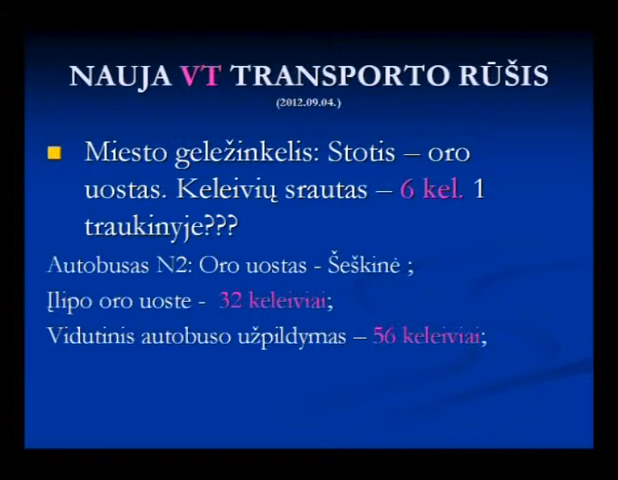 NAUJA VT TRANSPORTO RŪŠIS
(2012.09.04.)
Miesto geležinkelis: Stotis – oro
uostas. Keleivių srautas – 6 kel. 1
traukinyje???
Autobusas N2: Oro uostas - Šeškinė ;
Įlipo oro uoste - 32 keleiviai;
Vidutinis autobuso užpildymas – 56 keleiviai;